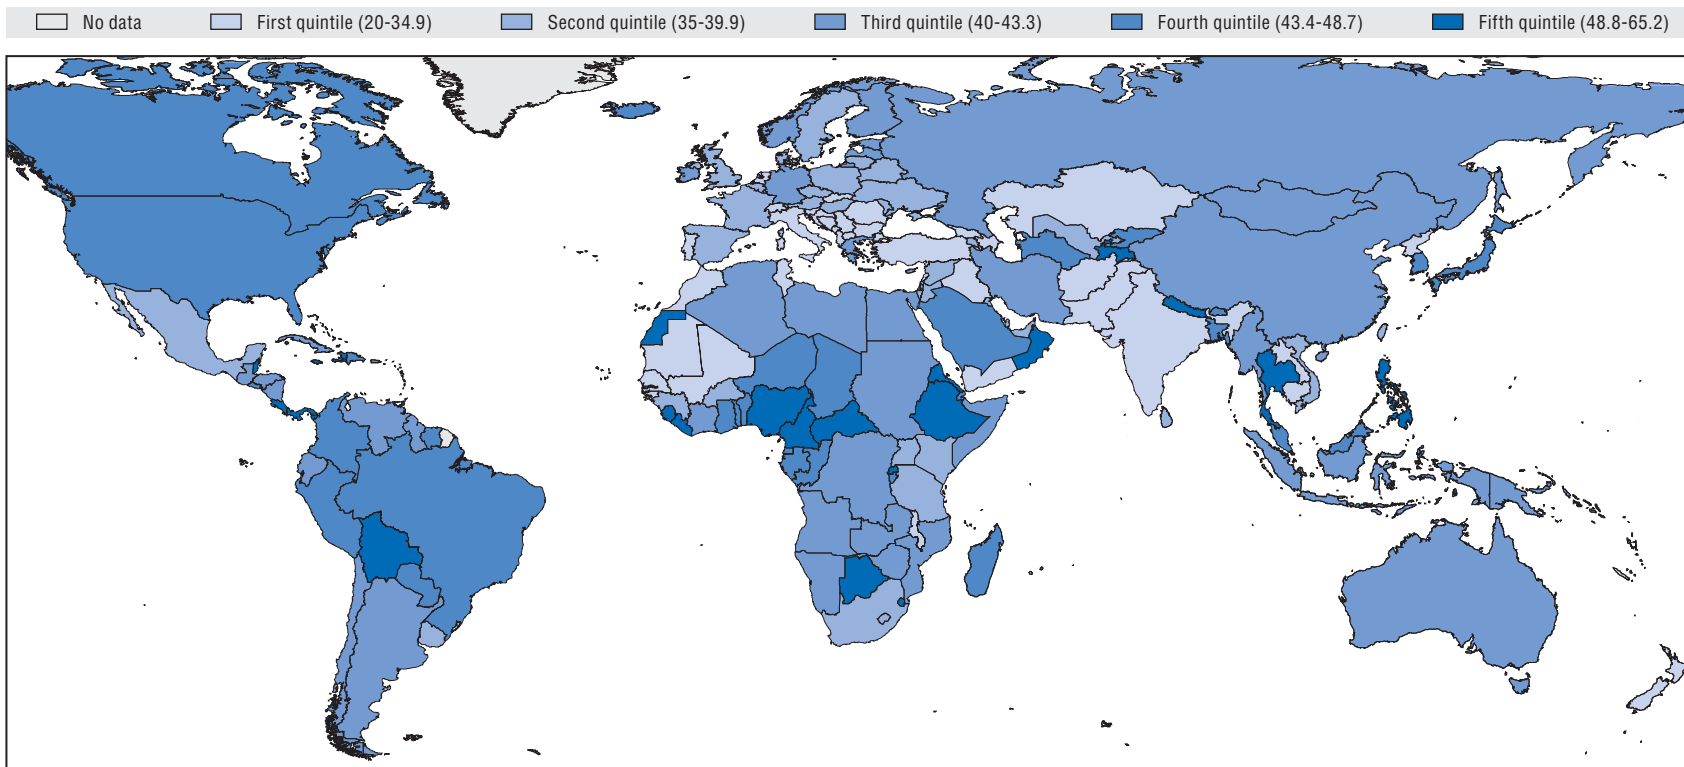 No data First quintile (20-34.9) Second quintile (35-39.9) Third quintile (40-43.3) Fourth quintile (43.4-48.7) Fifth quintile (48.8-65.2)